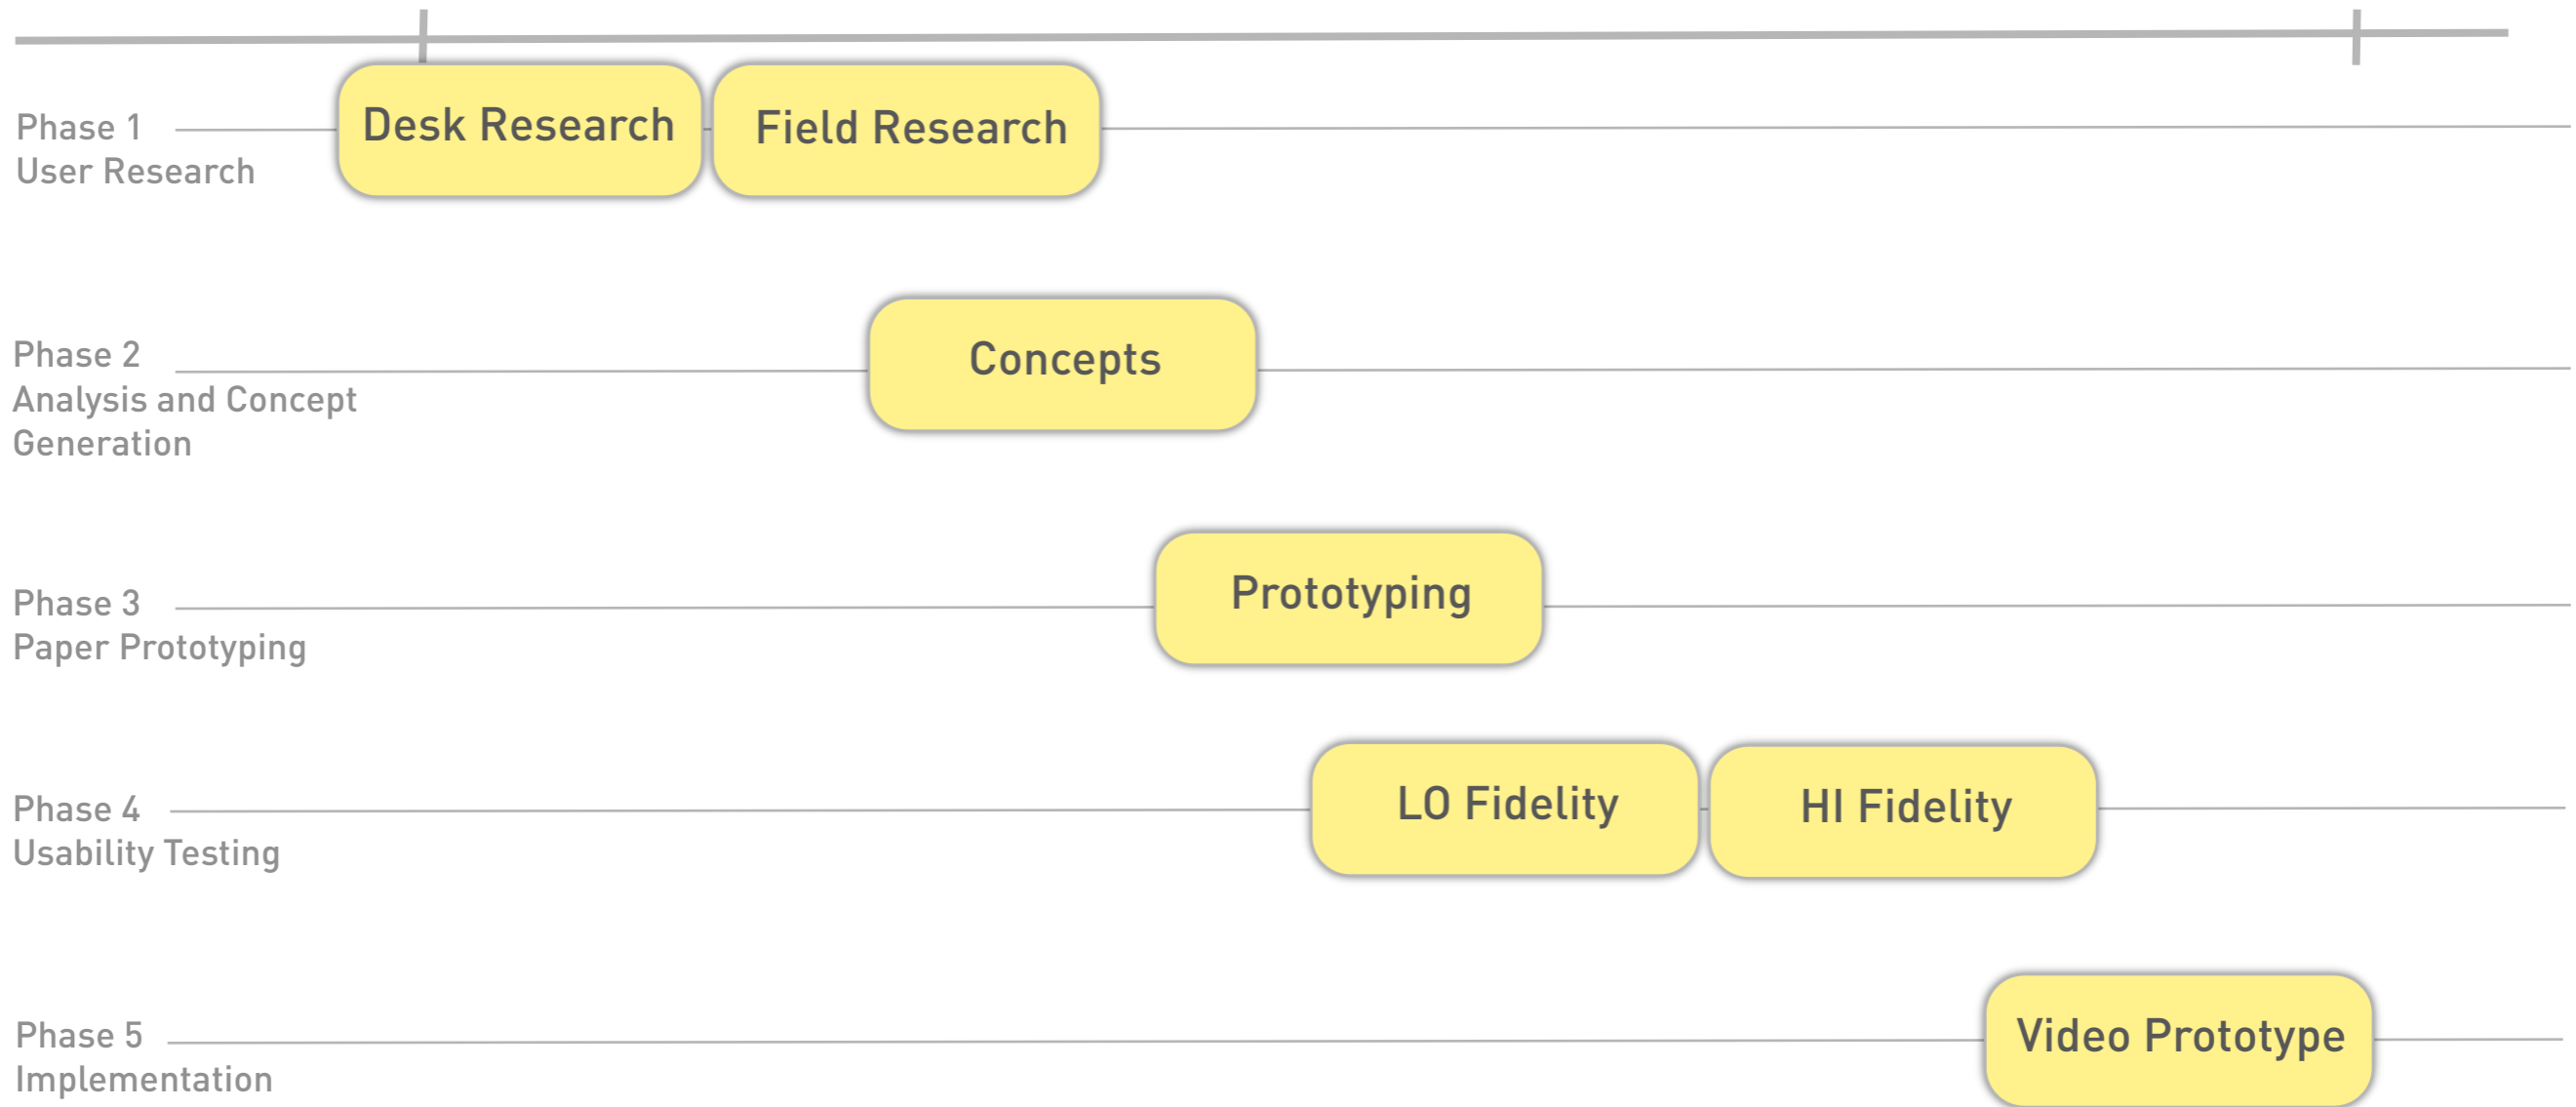 Phase 1
User Research
Desk Research
Field Research
Phase 2
Analysis and Concept
Generation
Concepts
Phase 3
Paper Prototyping
Prototyping
Phase 4
Usability Testing
LO Fidelity
HI Fidelity
Phase 5
Implementation
Video Prototype